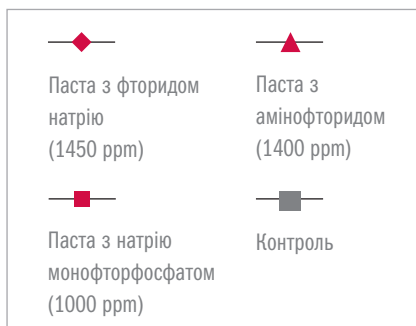 Паста з фторидом
натрію
(1450 ppm)
Паста з
амінофторидом
(1400 ppm)
Паста з натрію
монофторфосфатом
(1000 ppm)
Контроль